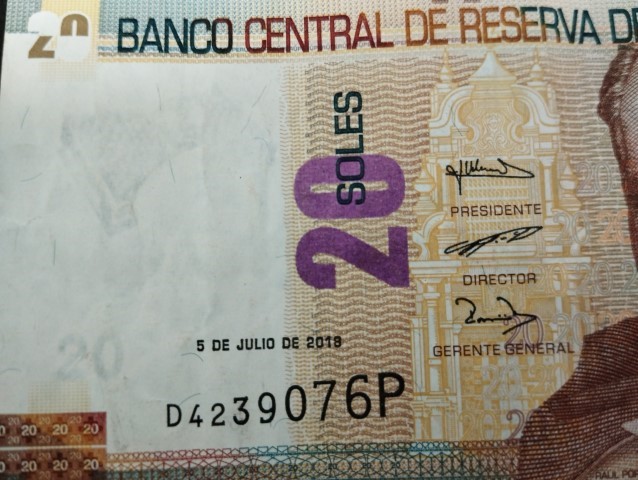 20
BANCO CENTRAL DE RESERVA DE
20 SOLES
PRESIDENTE
DIRECTOR
GERENTE GENERAL
5 DE JULIO DE 2018
D4239076P
20
20 20 20 20
20 20 20 20
RAUL POR